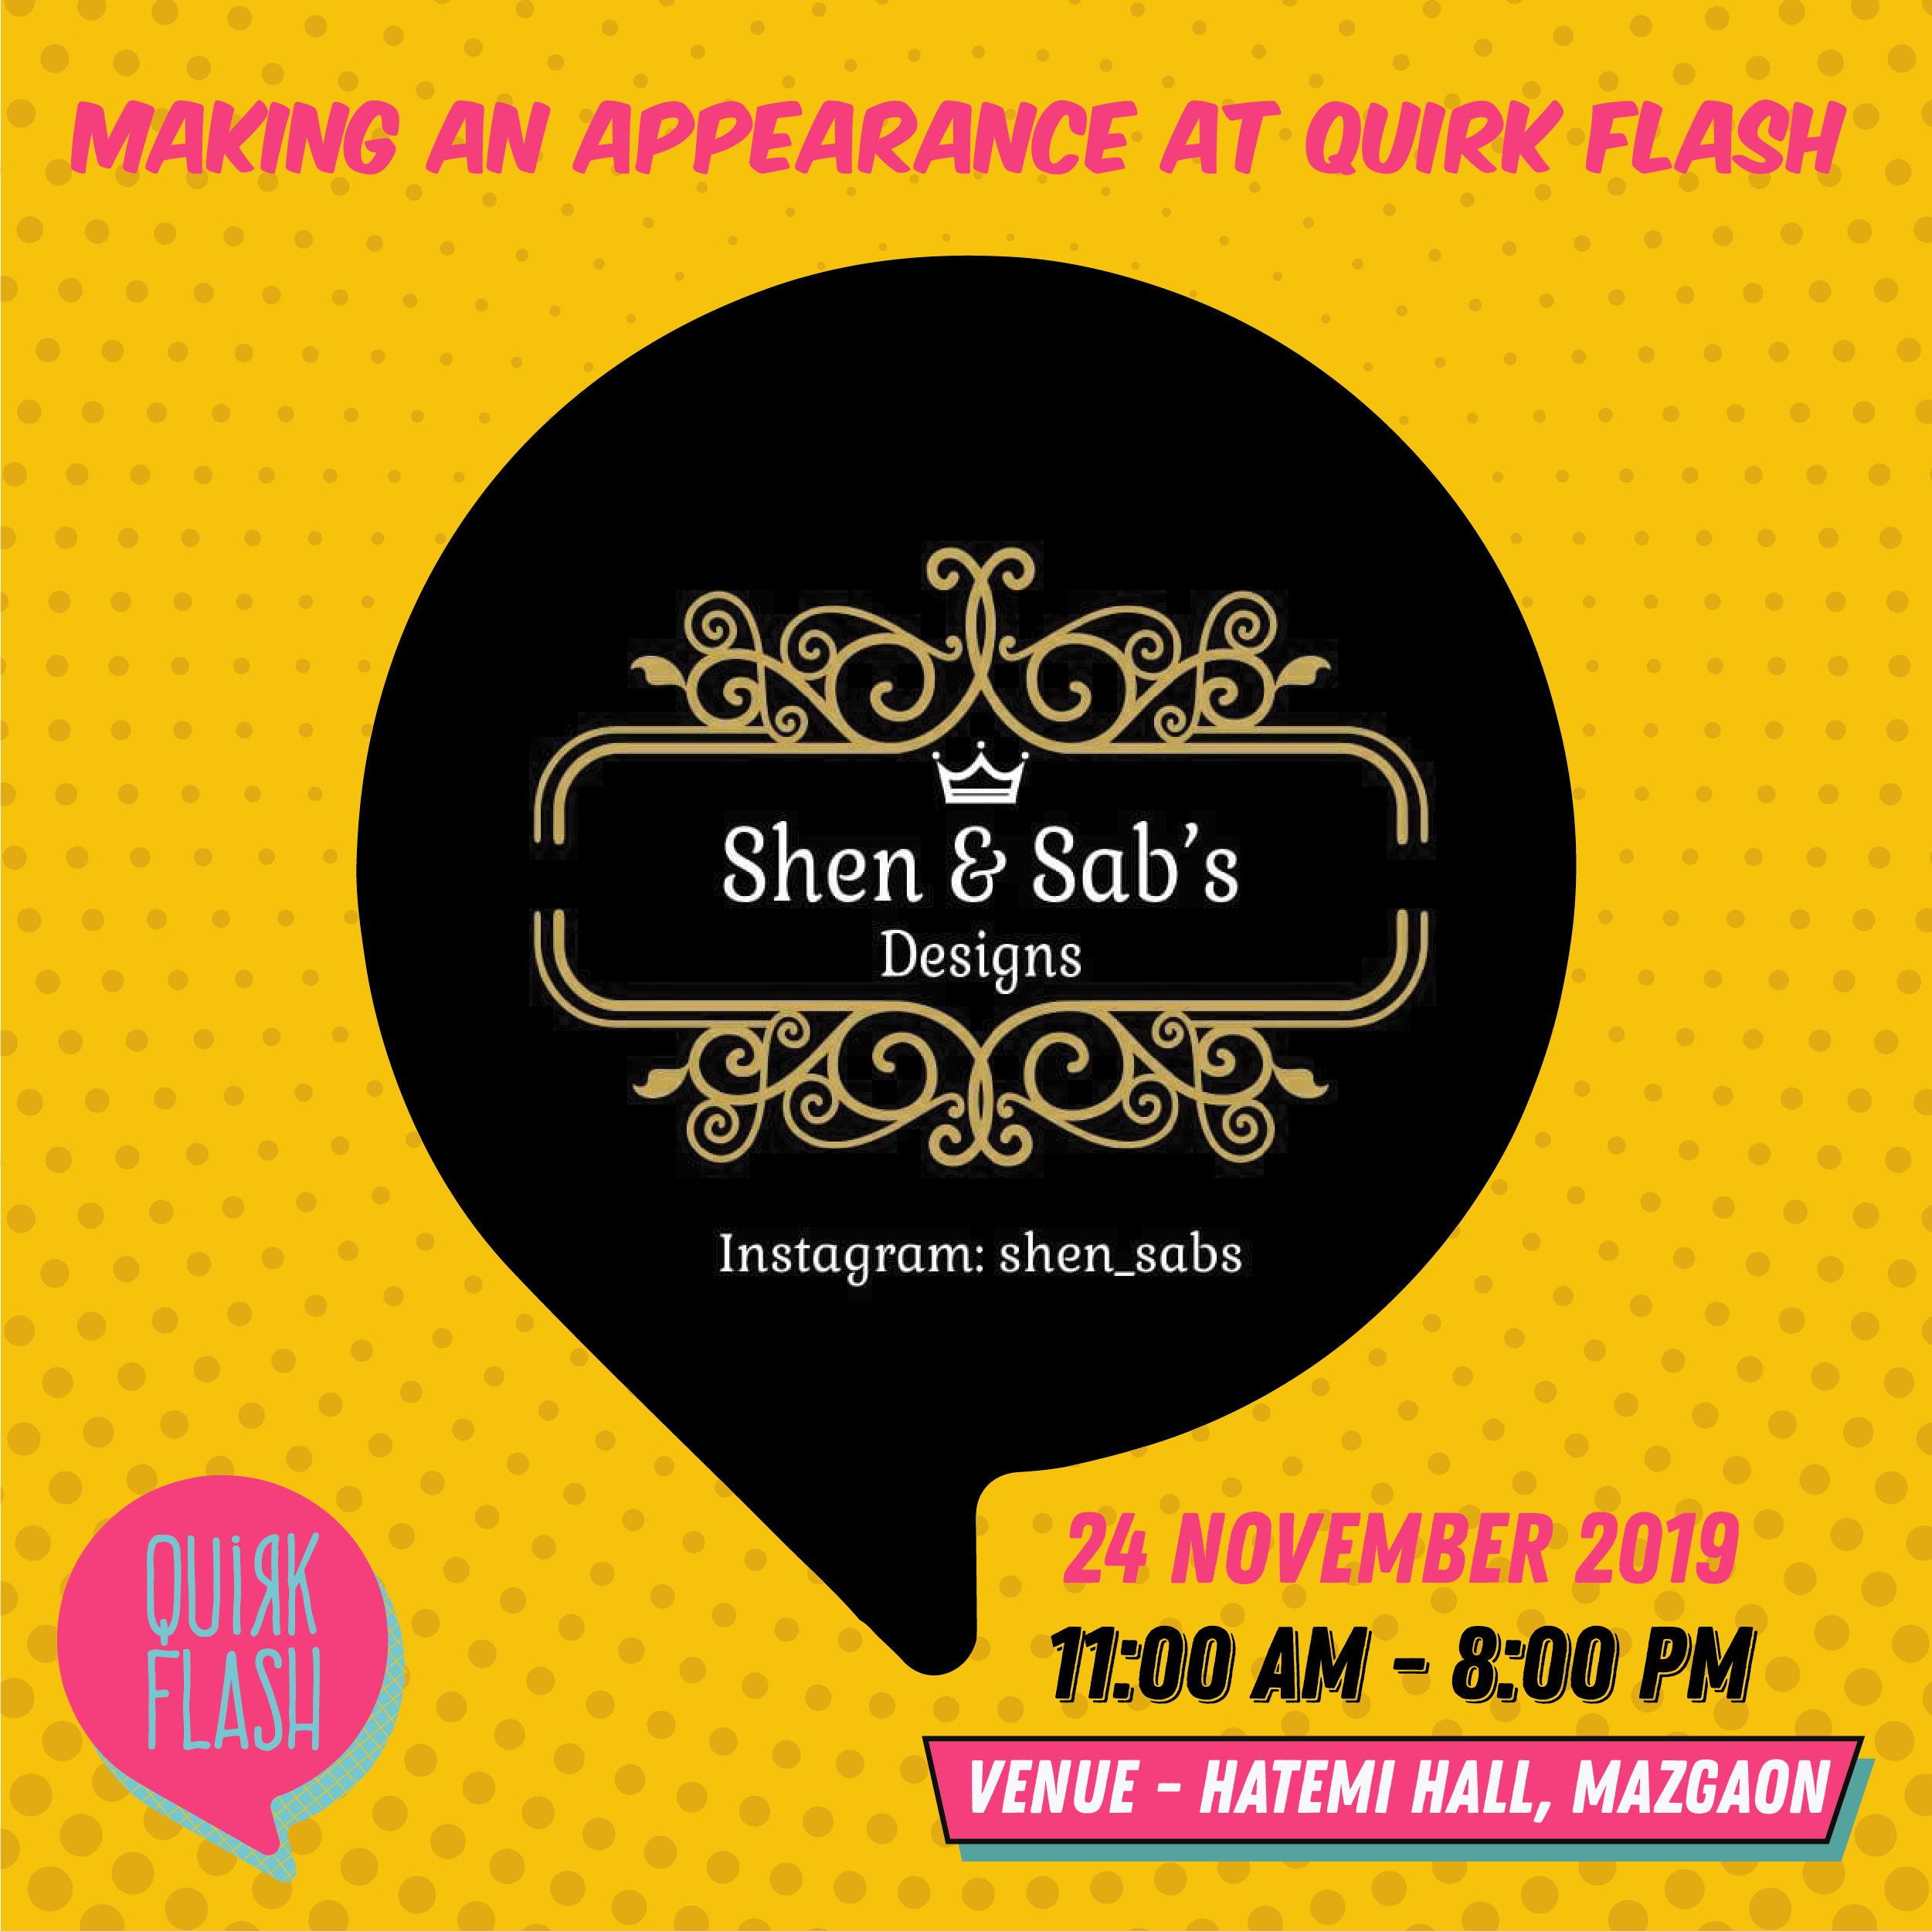 MAKING AN APPEARANCE AT QUIRK FLASH
Shen & Sab's
Designs
Instagram: shen_sabs
QUiRK
FLASH
24 NOVEMBER 2019
11:00 AM - 8:00 PM
VENUE - HATEMI HALL, MAZGAON